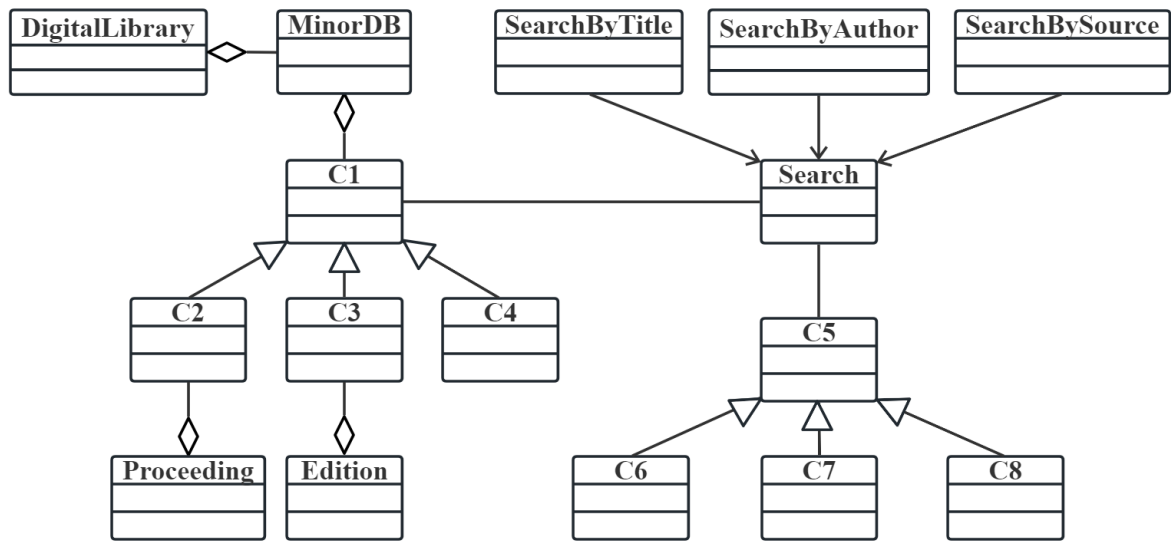 DigitalLibrary
MinorDB
SearchByTitle
SearchByAuthor
SearchBySource
C1
Search
C2
C3
C4
C5
Proceeding
Edition
C6
C7
C8